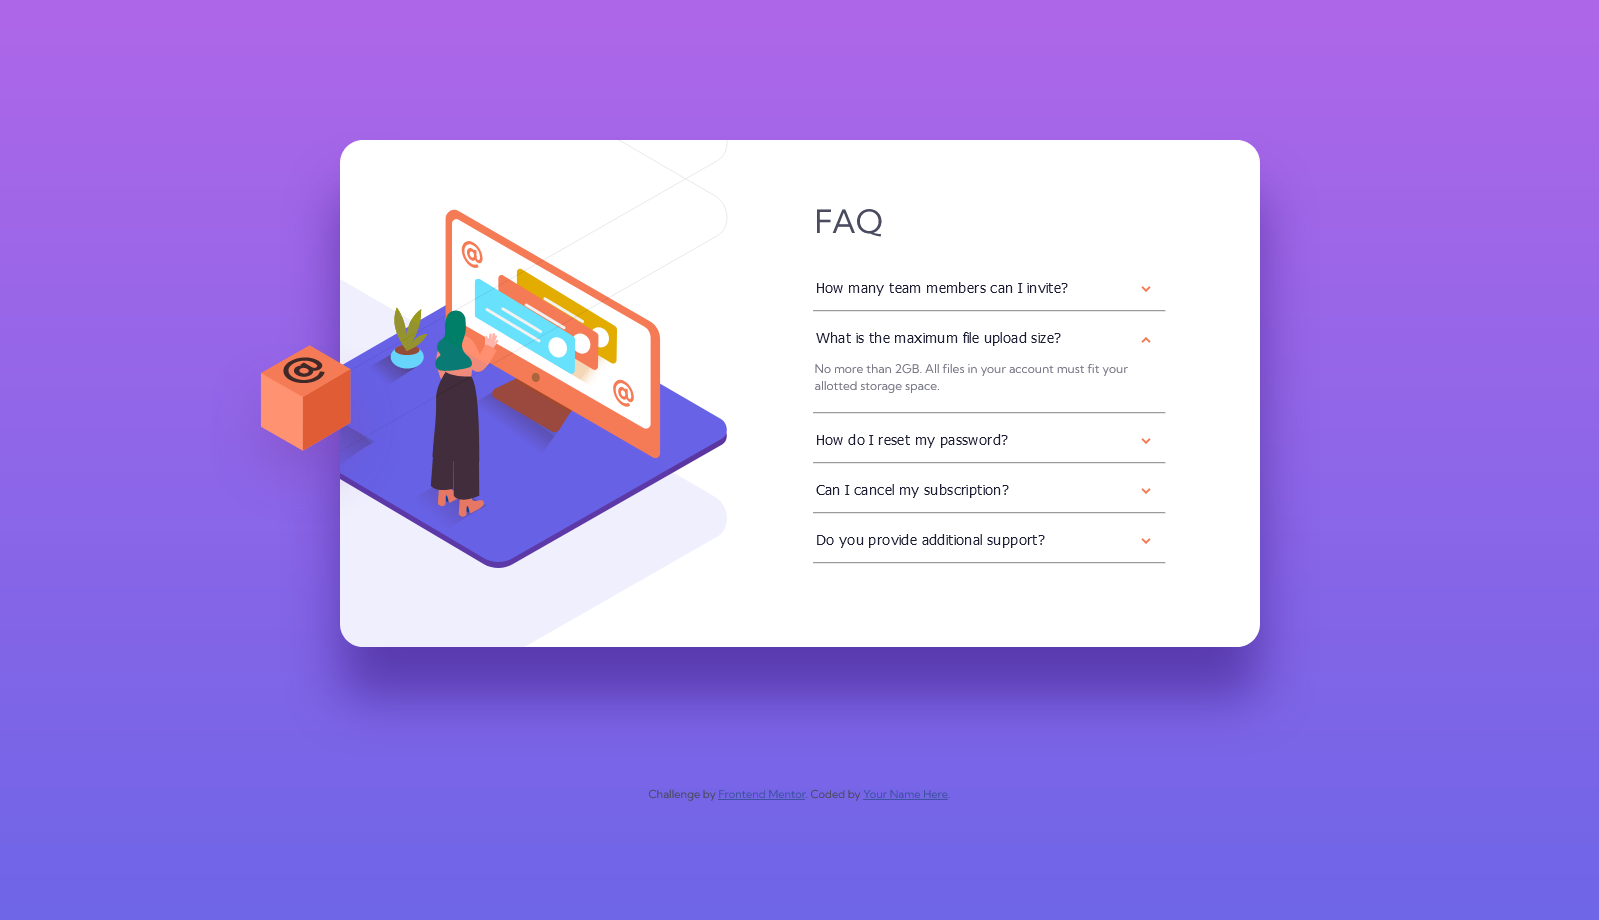 @
@
@
FAQ
How many team members can I invite?
What is the maximum file upload size?
No more than 2GB. All files in your account must fit your
allotted storage space.
How do I reset my password?
Can I cancel my subscription?
Do you provide additional support?
Challenge by Frontend Mentor. Coded by Your Name Here.